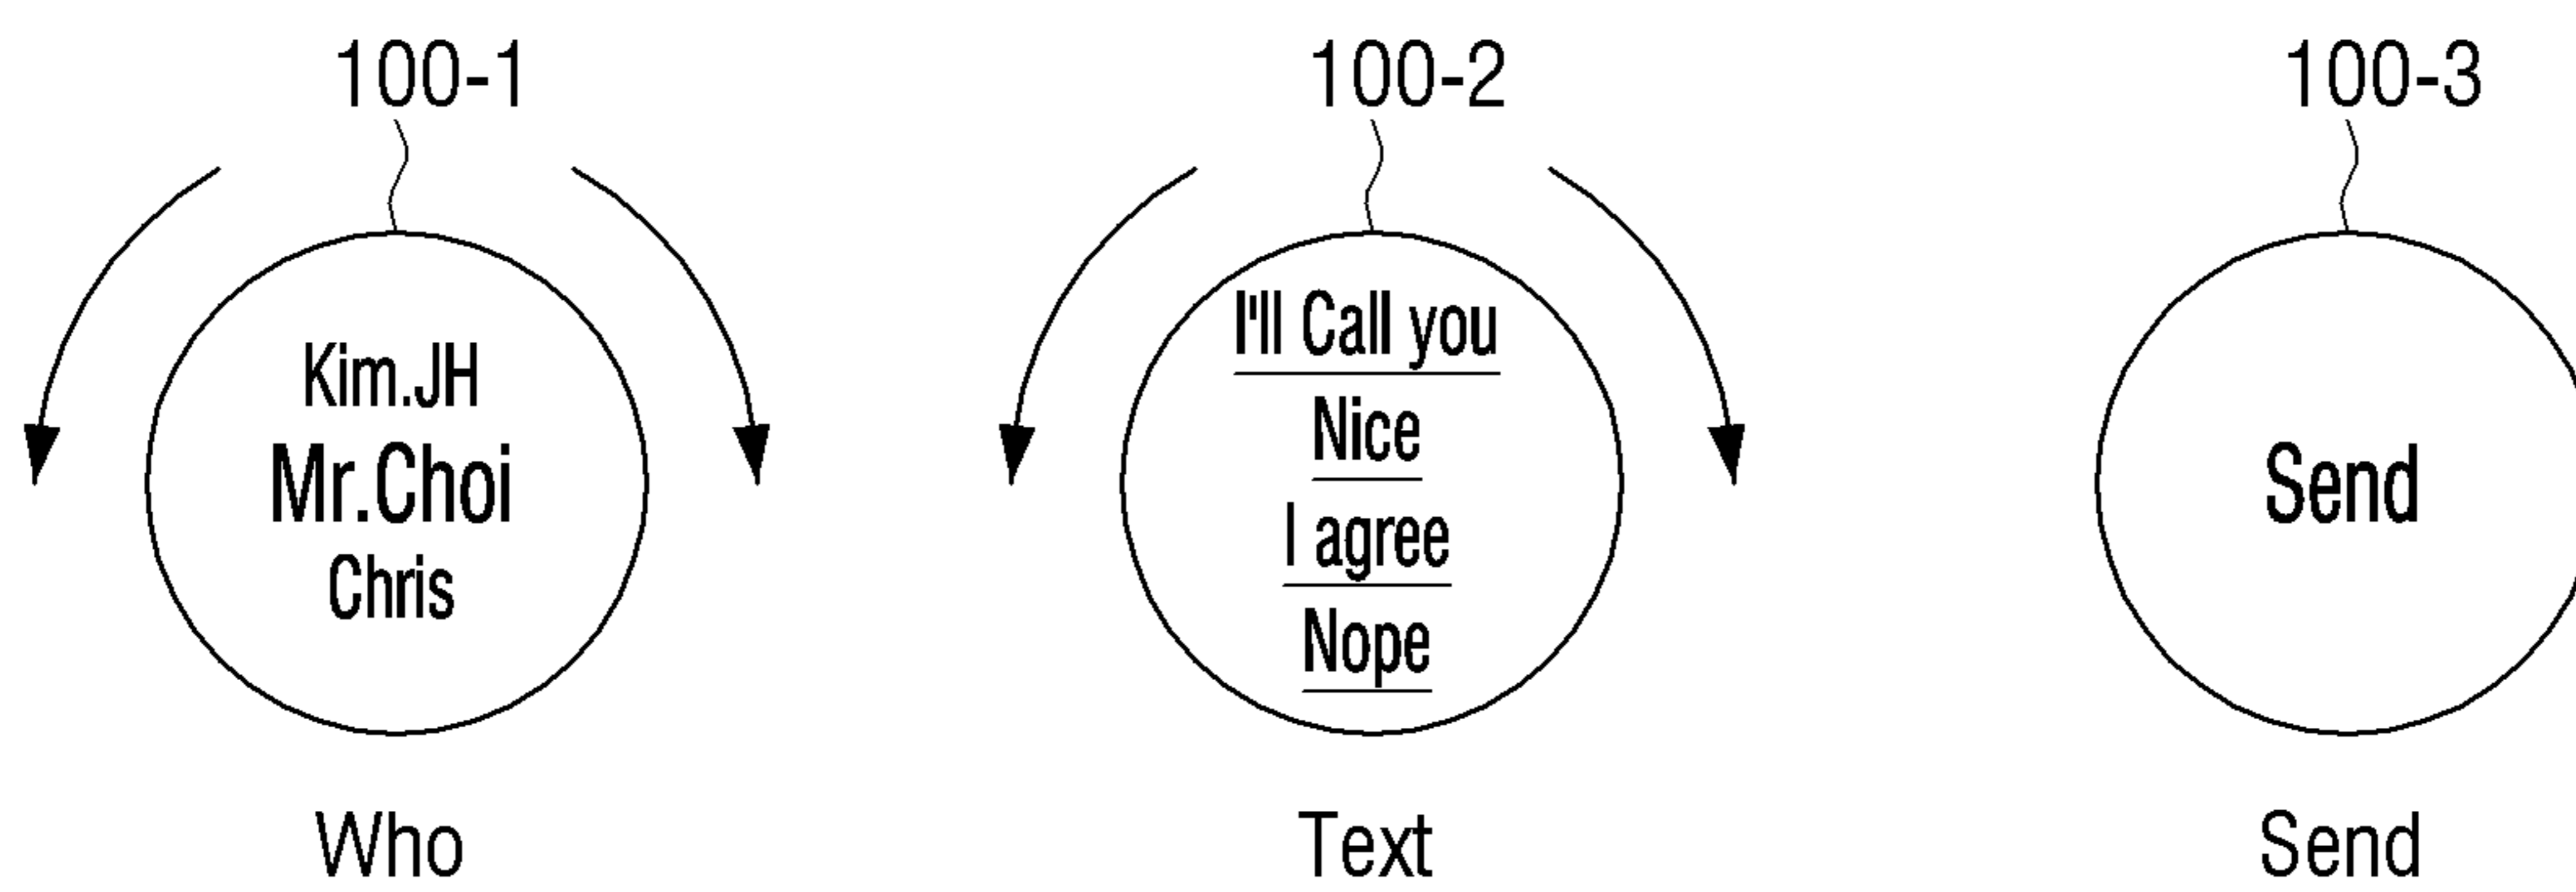 100-1
100-2
100-3
Kim.JH
Mr.Choi
Chris
I'll Call you
Nice
I agree
Nope
Send
Who
Text
Send